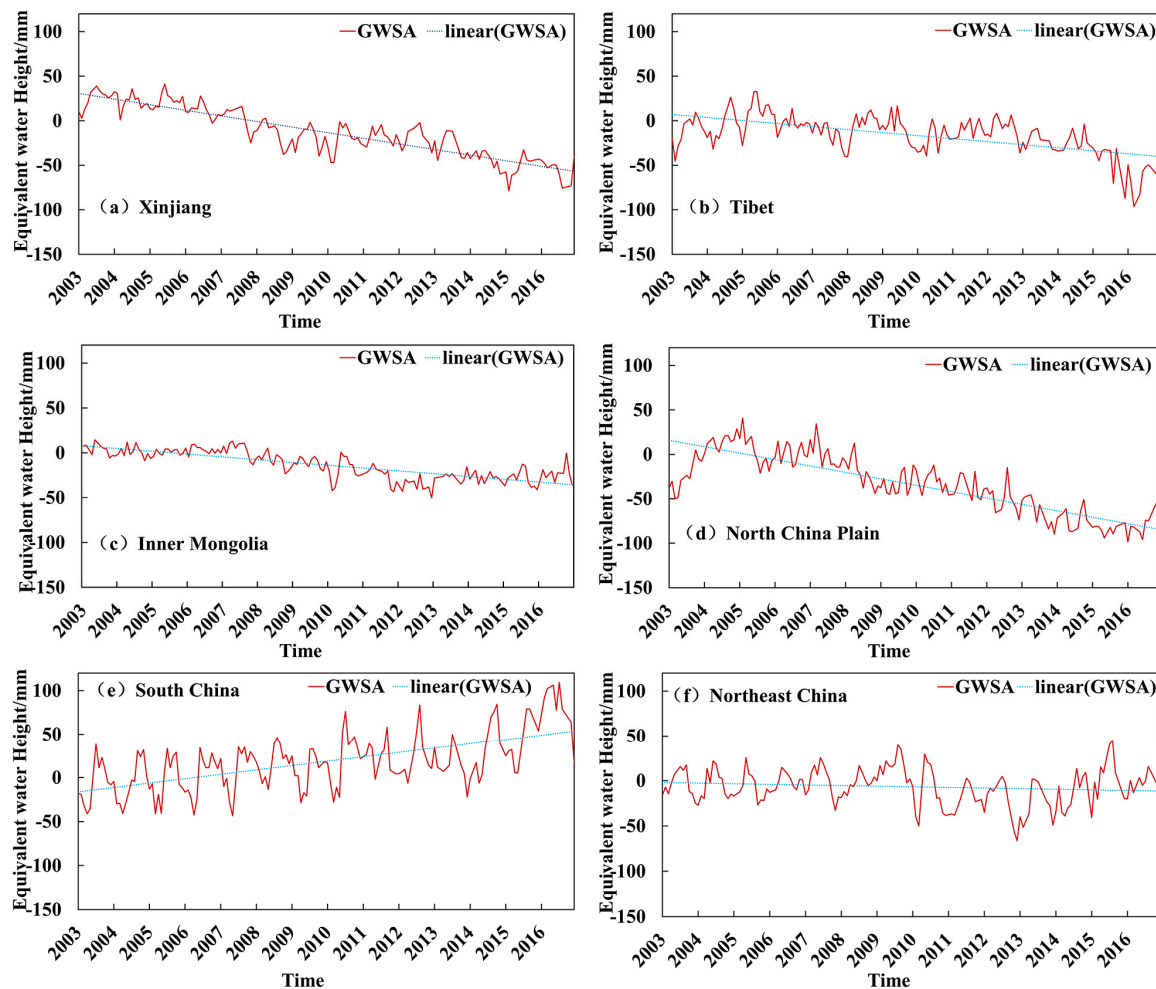 GWSA linear(GWSA)
Equivalent water Height/mm
100
50
0
-50
-100
-150
（a）Xinjiang
2003 2004 2005 2006 2007 2008 2009 2010 2011 2012 2013 2014 2015 2016
Time
GWSA linear(GWSA)
Equivalent water Height/mm
100
50
0
-50
-100
-150
（b）Tibet
2003 204 2005 2006 2007 2008 2009 2010 2011 2012 2013 2014 2015 2016
Time
GWSA linear(GWSA)
Equivalent water Height/mm
100
50
0
-50
-100
-150
（c）Inner Mongolia
2003 2004 2005 2006 2007 2008 2009 2010 2011 2012 2013 2014 2015 2016
Time
GWSA linear(GWSA)
Equivalent water Height/mm
100
50
0
-50
-100
-150
（d）North China Plain
2003 2004 2005 2006 2007 2008 2009 2010 2011 2012 2013 2014 2015 2016
Time
（e）South China
GWSA linear(GWSA)
Equivalent water Height/mm
100
50
0
-50
-100
-150
2003 2004 2005 2006 2007 2008 2009 2010 2011 2012 2013 2014 2015 2016
Time
（f）Northeast China
GWSA linear(GWSA)
Equivalent water Height/mm
100
50
0
-50
-100
-150
2003 2004 2005 2006 2007 2008 2009 2010 2011 2012 2013 2014 2015 2016
Time